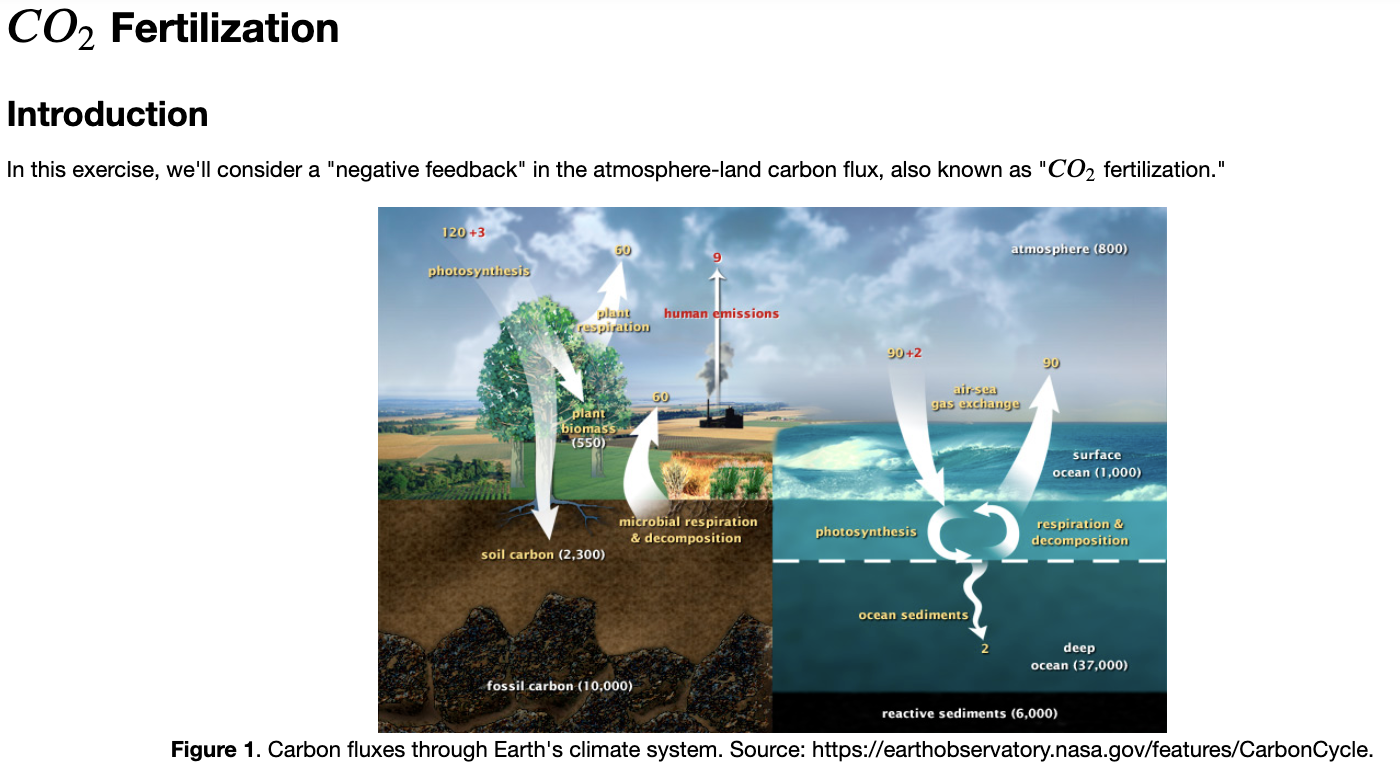 CO₂ Fertilization
Introduction
In this exercise, we'll consider a "negative feedback" in the atmosphere-land carbon flux, also known as "CO₂ fertilization."
120 +3
photosynthesis
60
plant
respiration
9
human emissions
atmosphere (800)
plant
biomass
(550)
60
90+2
air-sea
gas exchange
90
surface
ocean (1,000)
microbial respiration
& decomposition
soil carbon (2,300)
photosynthesis
respiration &
decomposition
ocean sediments
2
deep
ocean (37,000)
fossil carbon (10,000)
reactive sediments (6,000)
Figure 1. Carbon fluxes through Earth's climate system. Source: https://earthobservatory.nasa.gov/features/CarbonCycle.